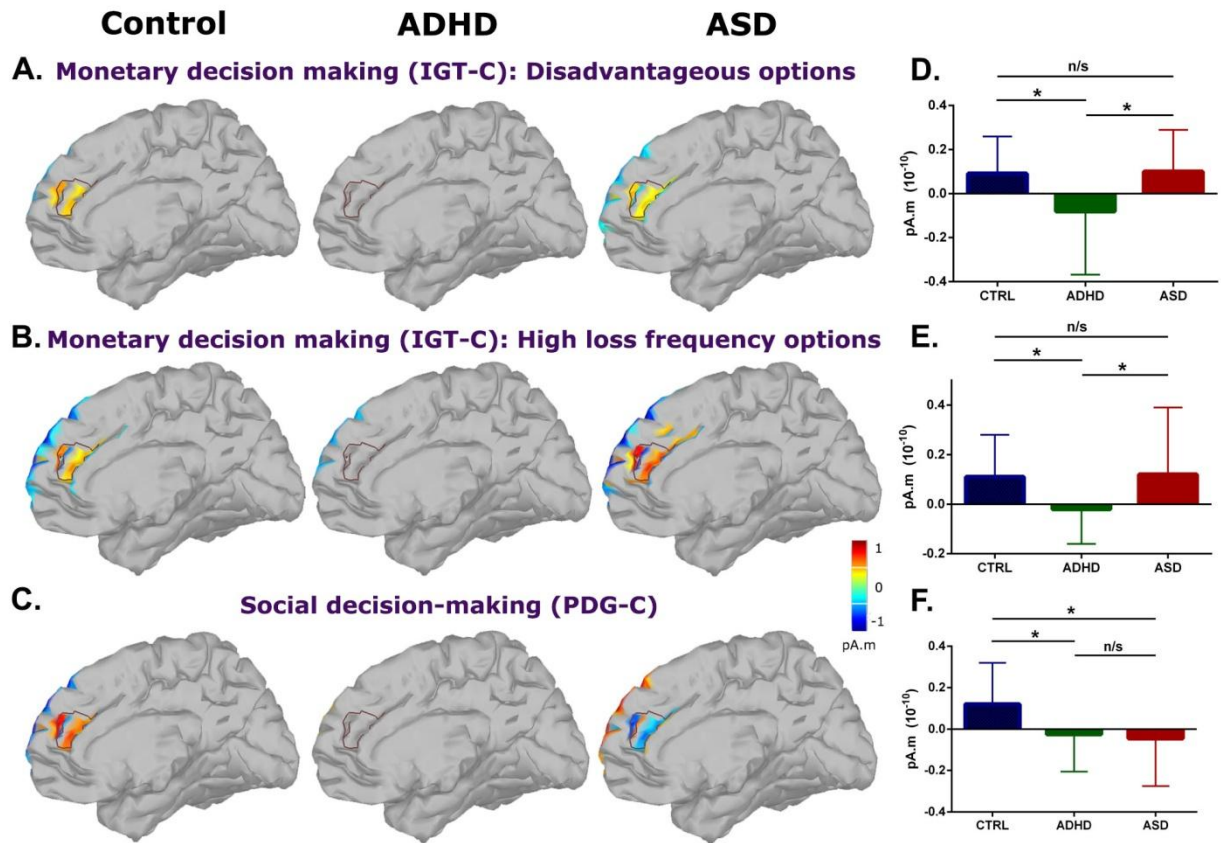 Control ADHD ASD
A. Monetary decision making (IGT-C): Disadvantageous options
B. Monetary decision making (IGT-C): High loss frequency options
1
0
-1
pA.m
C. Social decision-making (PDG-C)
D.
n/s
* *
0.4
0.2
0.0
-0.2
-0.4
pA.m (10-10)
CTRL ADHD ASD
E.
n/s
* *
0.4
0.2
0.0
-0.2
pA.m (10-10)
CTRL ADHD ASD
F.
*
* n/s
0.4
0.2
0.0
-0.2
-0.4
pA.m (10-10)
CTRL ADHD ASD